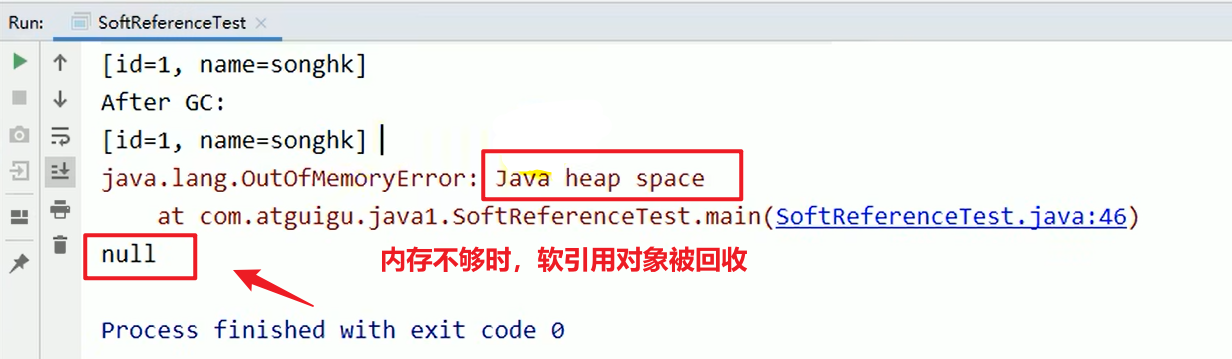 Run: SoftReferenceTest
[id=1, name=songhk]
After GC:
[id=1, name=songhk]
java.lang.OutOfMemoryError: Java heap space
at com.atguigu.java1.SoftReferenceTest.main(SoftReferenceTest.java:46)
null
内存不够时，软引用对象被回收
Process finished with exit code 0